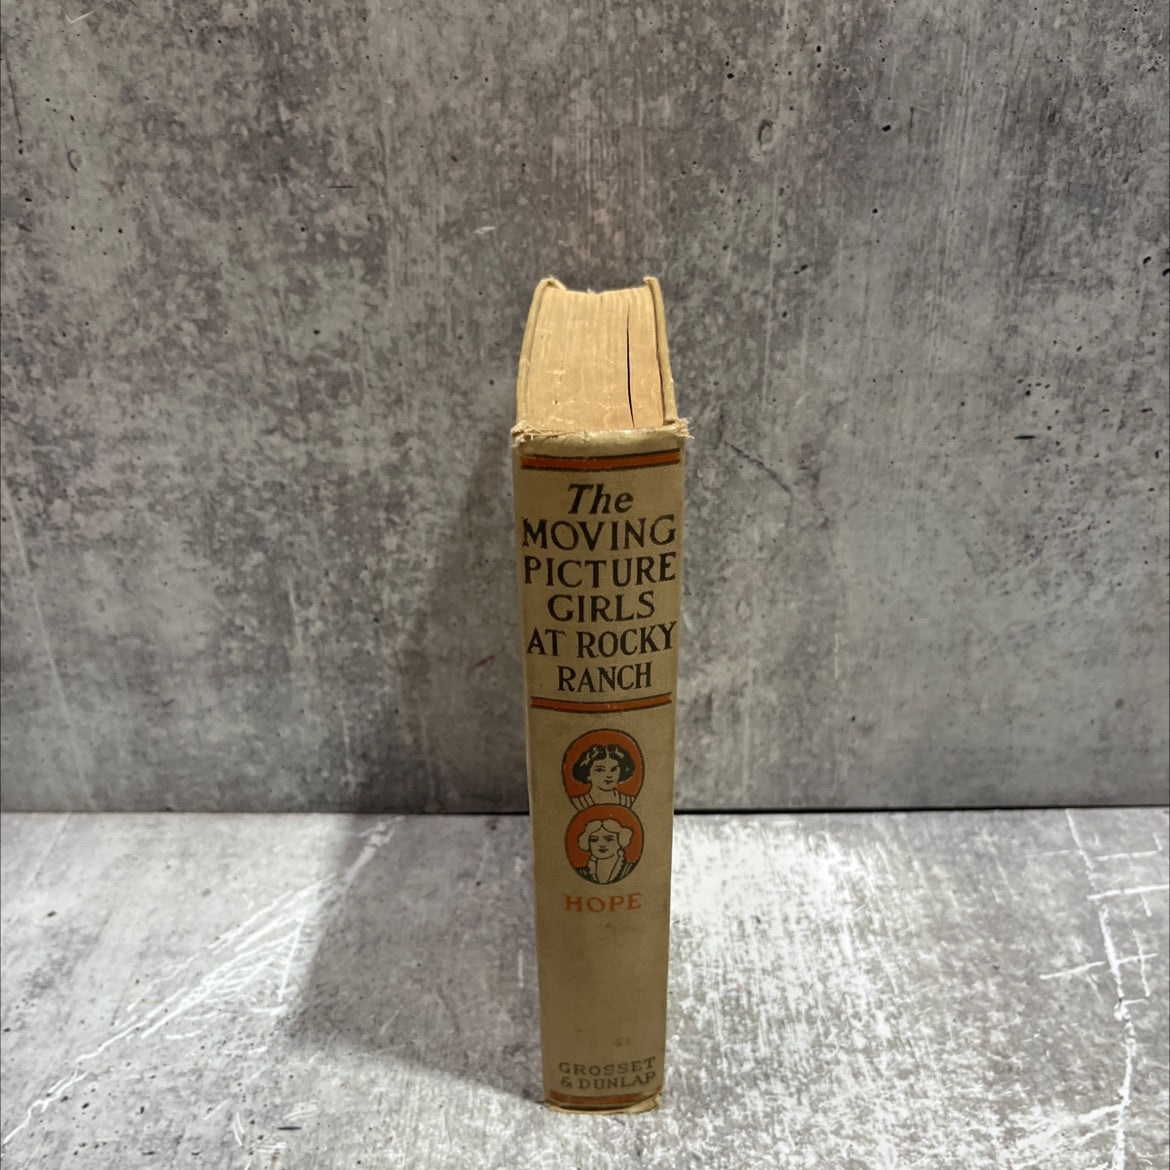 The
MOVING
PICTURE
GIRLS
AT ROCKY
RANCH
HOPE
GROSSET
& DUNLAP